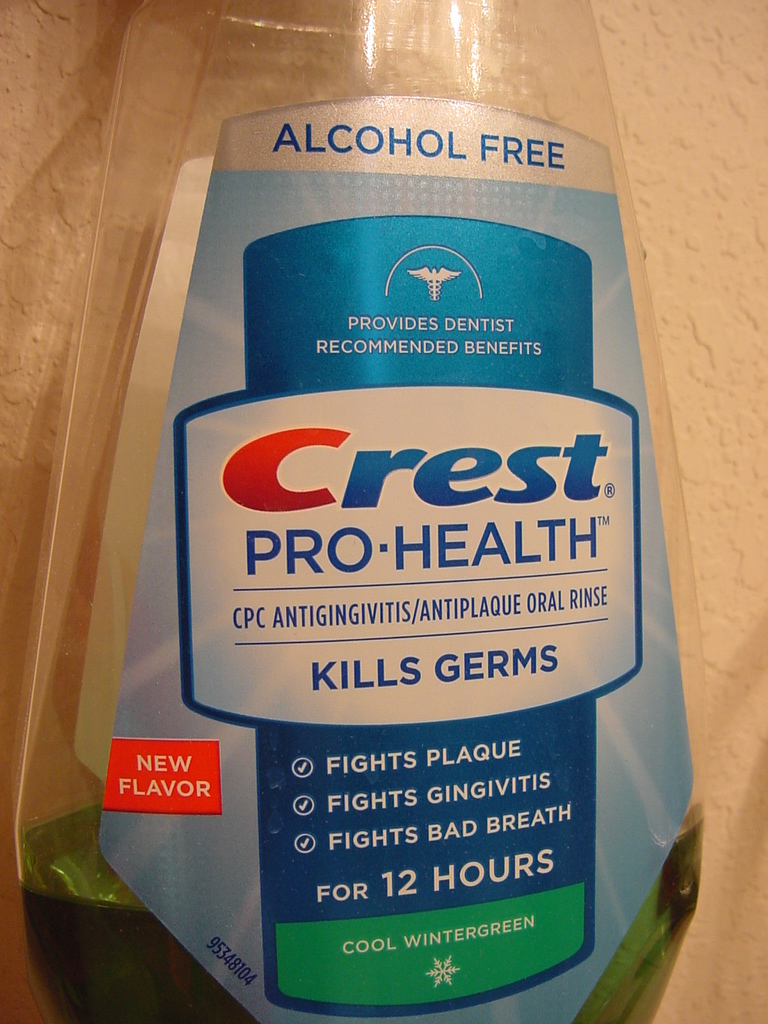 ALCOHOL FREE
PROVIDES DENTIST
RECOMMENDED BENEFITS
Crest®
PRO·HEALTH™
CPC ANTIGINGIVITIS/ANTIPLAQUE ORAL RINSE
KILLS GERMS
NEW
FLAVOR
FIGHTS PLAQUE
FIGHTS GINGIVITIS
FIGHTS BAD BREATH
FOR 12 HOURS
COOL WINTERGREEN
95348104